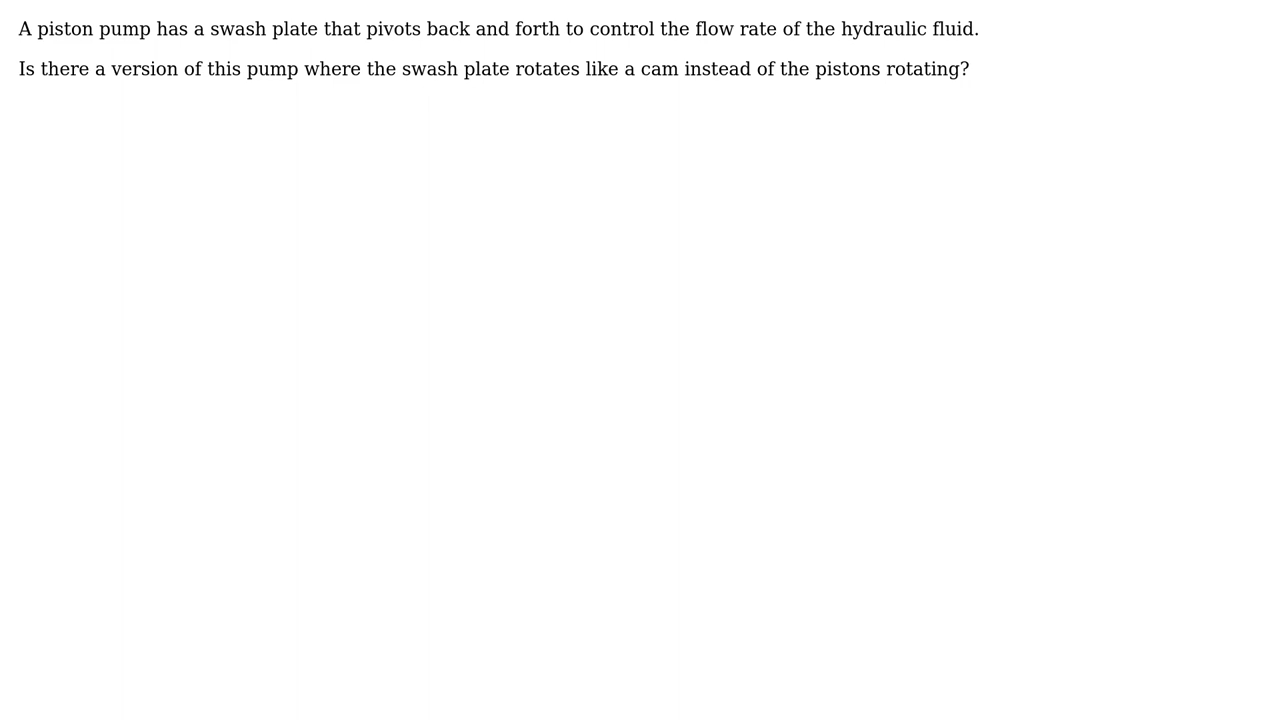 A piston pump has a swash plate that pivots back and forth to control the flow rate of the hydraulic fluid.
Is there a version of this pump where the swash plate rotates like a cam instead of the pistons rotating?